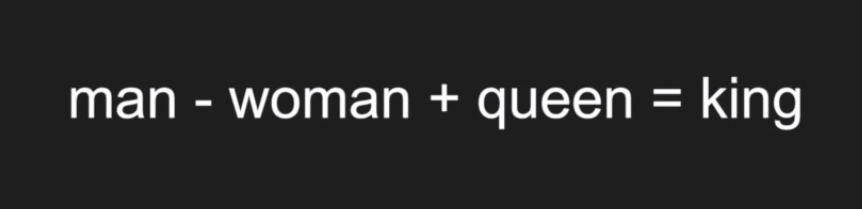 man - woman + queen = king